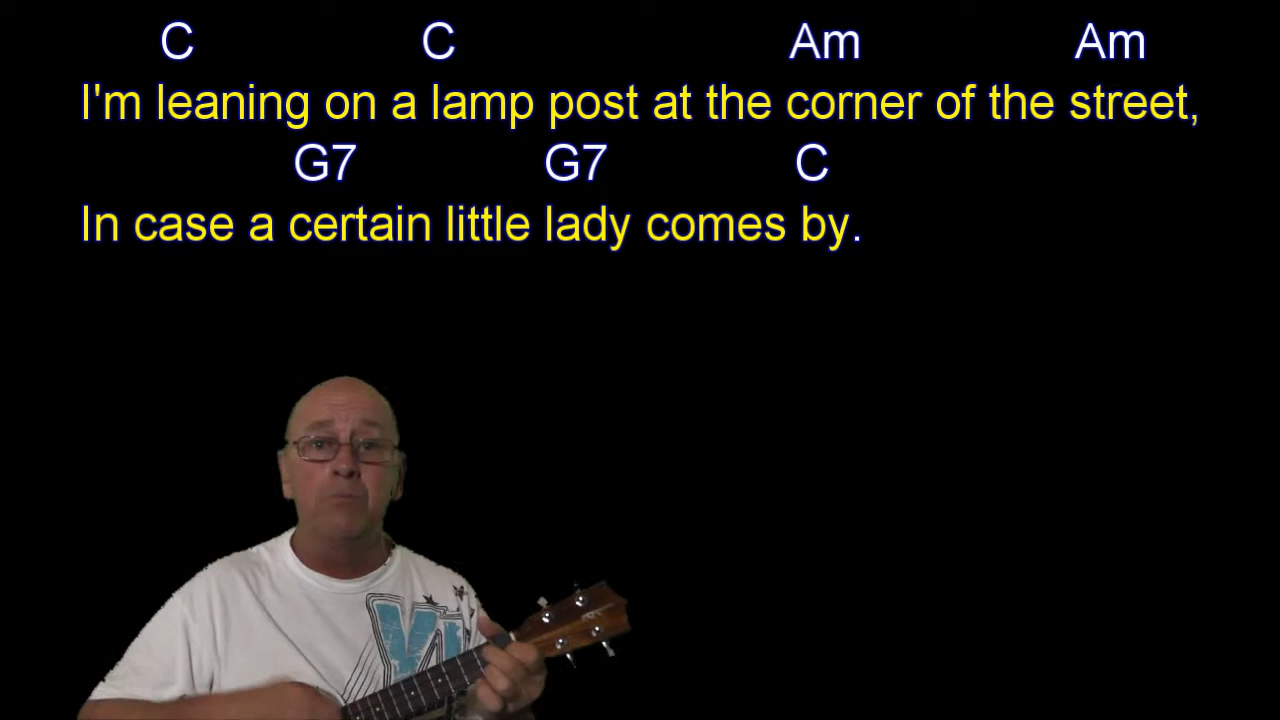 C C Am Am
I'm leaning on a lamp post at the corner of the street,
G7 G7 C
In case a certain little lady comes by.